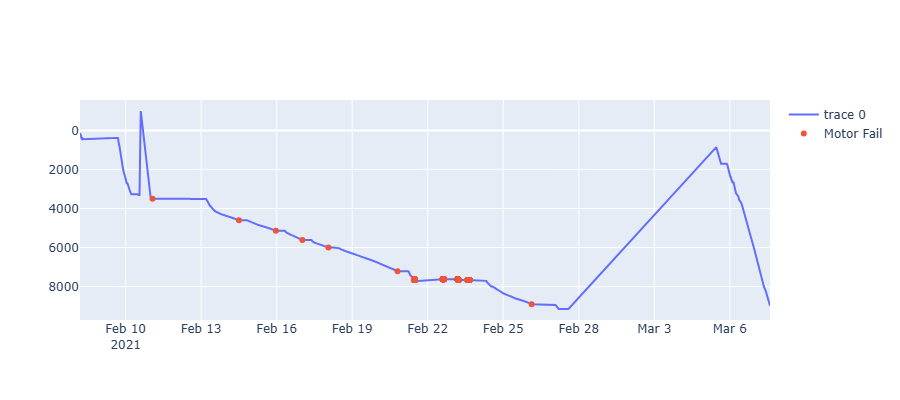 trace 0
Motor Fail
0
2000
4000
6000
8000
Feb 10
2021
Feb 13
Feb 16
Feb 19
Feb 22
Feb 25
Feb 28
Mar 3
Mar 6